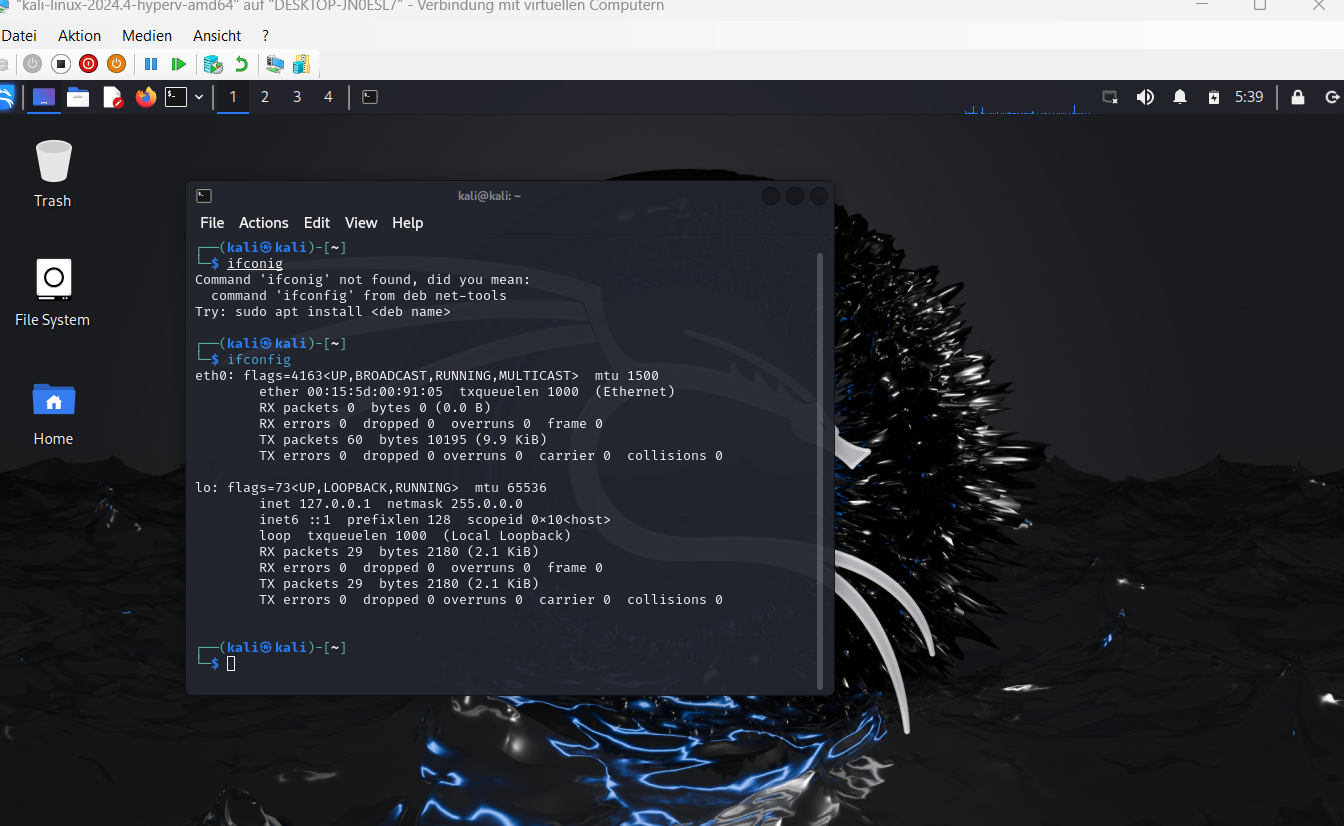 "kali-linux-2024.4-hyperv-amd64" auf "DESKTOP-JN0ESL7" - Verbindung mit virtuellen Computern
Datei Aktion Medien Ansicht ?
1 2 3 4 5:39
Trash
File System
Home
kali@kali: ~
File Actions Edit View Help
┌──(kali㉿kali)-[~]
└─$ ifconig
Command 'ifconig' not found, did you mean:
  command 'ifconfig' from deb net-tools
Try: sudo apt install <deb name>
┌──(kali㉿kali)-[~]
└─$ ifconfig
eth0: flags=4163<UP,BROADCAST,RUNNING,MULTICAST>  mtu 1500
        ether 00:15:5d:00:91:05  txqueuelen 1000  (Ethernet)
        RX packets 0  bytes 0 (0.0 B)
        RX errors 0  dropped 0  overruns 0  frame 0
        TX packets 60  bytes 10195 (9.9 KiB)
        TX errors 0  dropped 0 overruns 0  carrier 0  collisions 0
lo: flags=73<UP,LOOPBACK,RUNNING>  mtu 65536
        inet 127.0.0.1  netmask 255.0.0.0
        inet6 ::1  prefixlen 128  scopeid 0×10<host>
        loop  txqueuelen 1000  (Local Loopback)
        RX packets 29  bytes 2180 (2.1 KiB)
        RX errors 0  dropped 0  overruns 0  frame 0
        TX packets 29  bytes 2180 (2.1 KiB)
        TX errors 0  dropped 0 overruns 0  carrier 0  collisions 0
┌──(kali㉿kali)-[~]
└─$